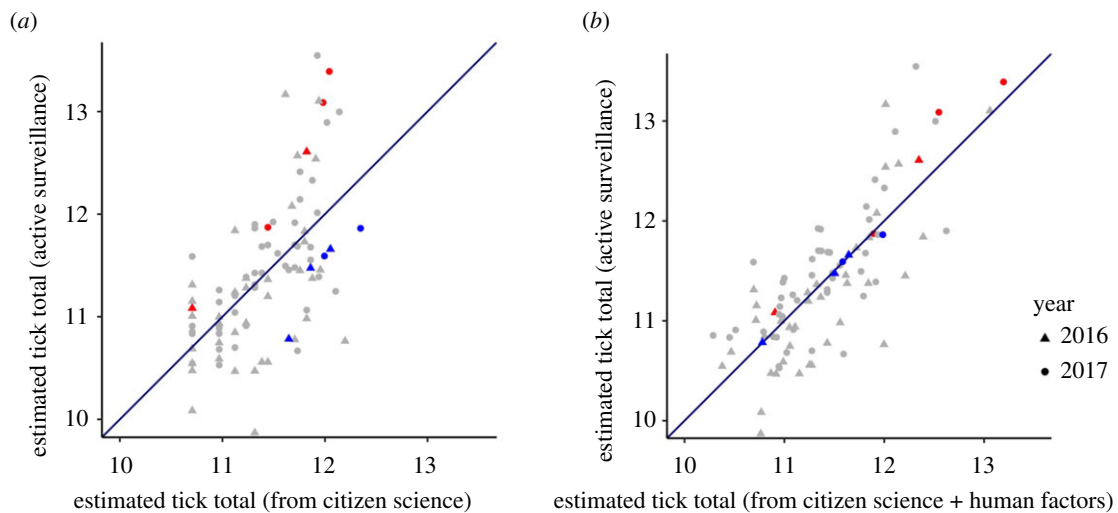 (a)
(b)
estimated tick total (active surveillance)
13
12
11
10
10 11 12 13
estimated tick total (from citizen science)
estimated tick total (active surveillance)
13
12
11
10
10 11 12 13
estimated tick total (from citizen science + human factors)
year
2016
2017